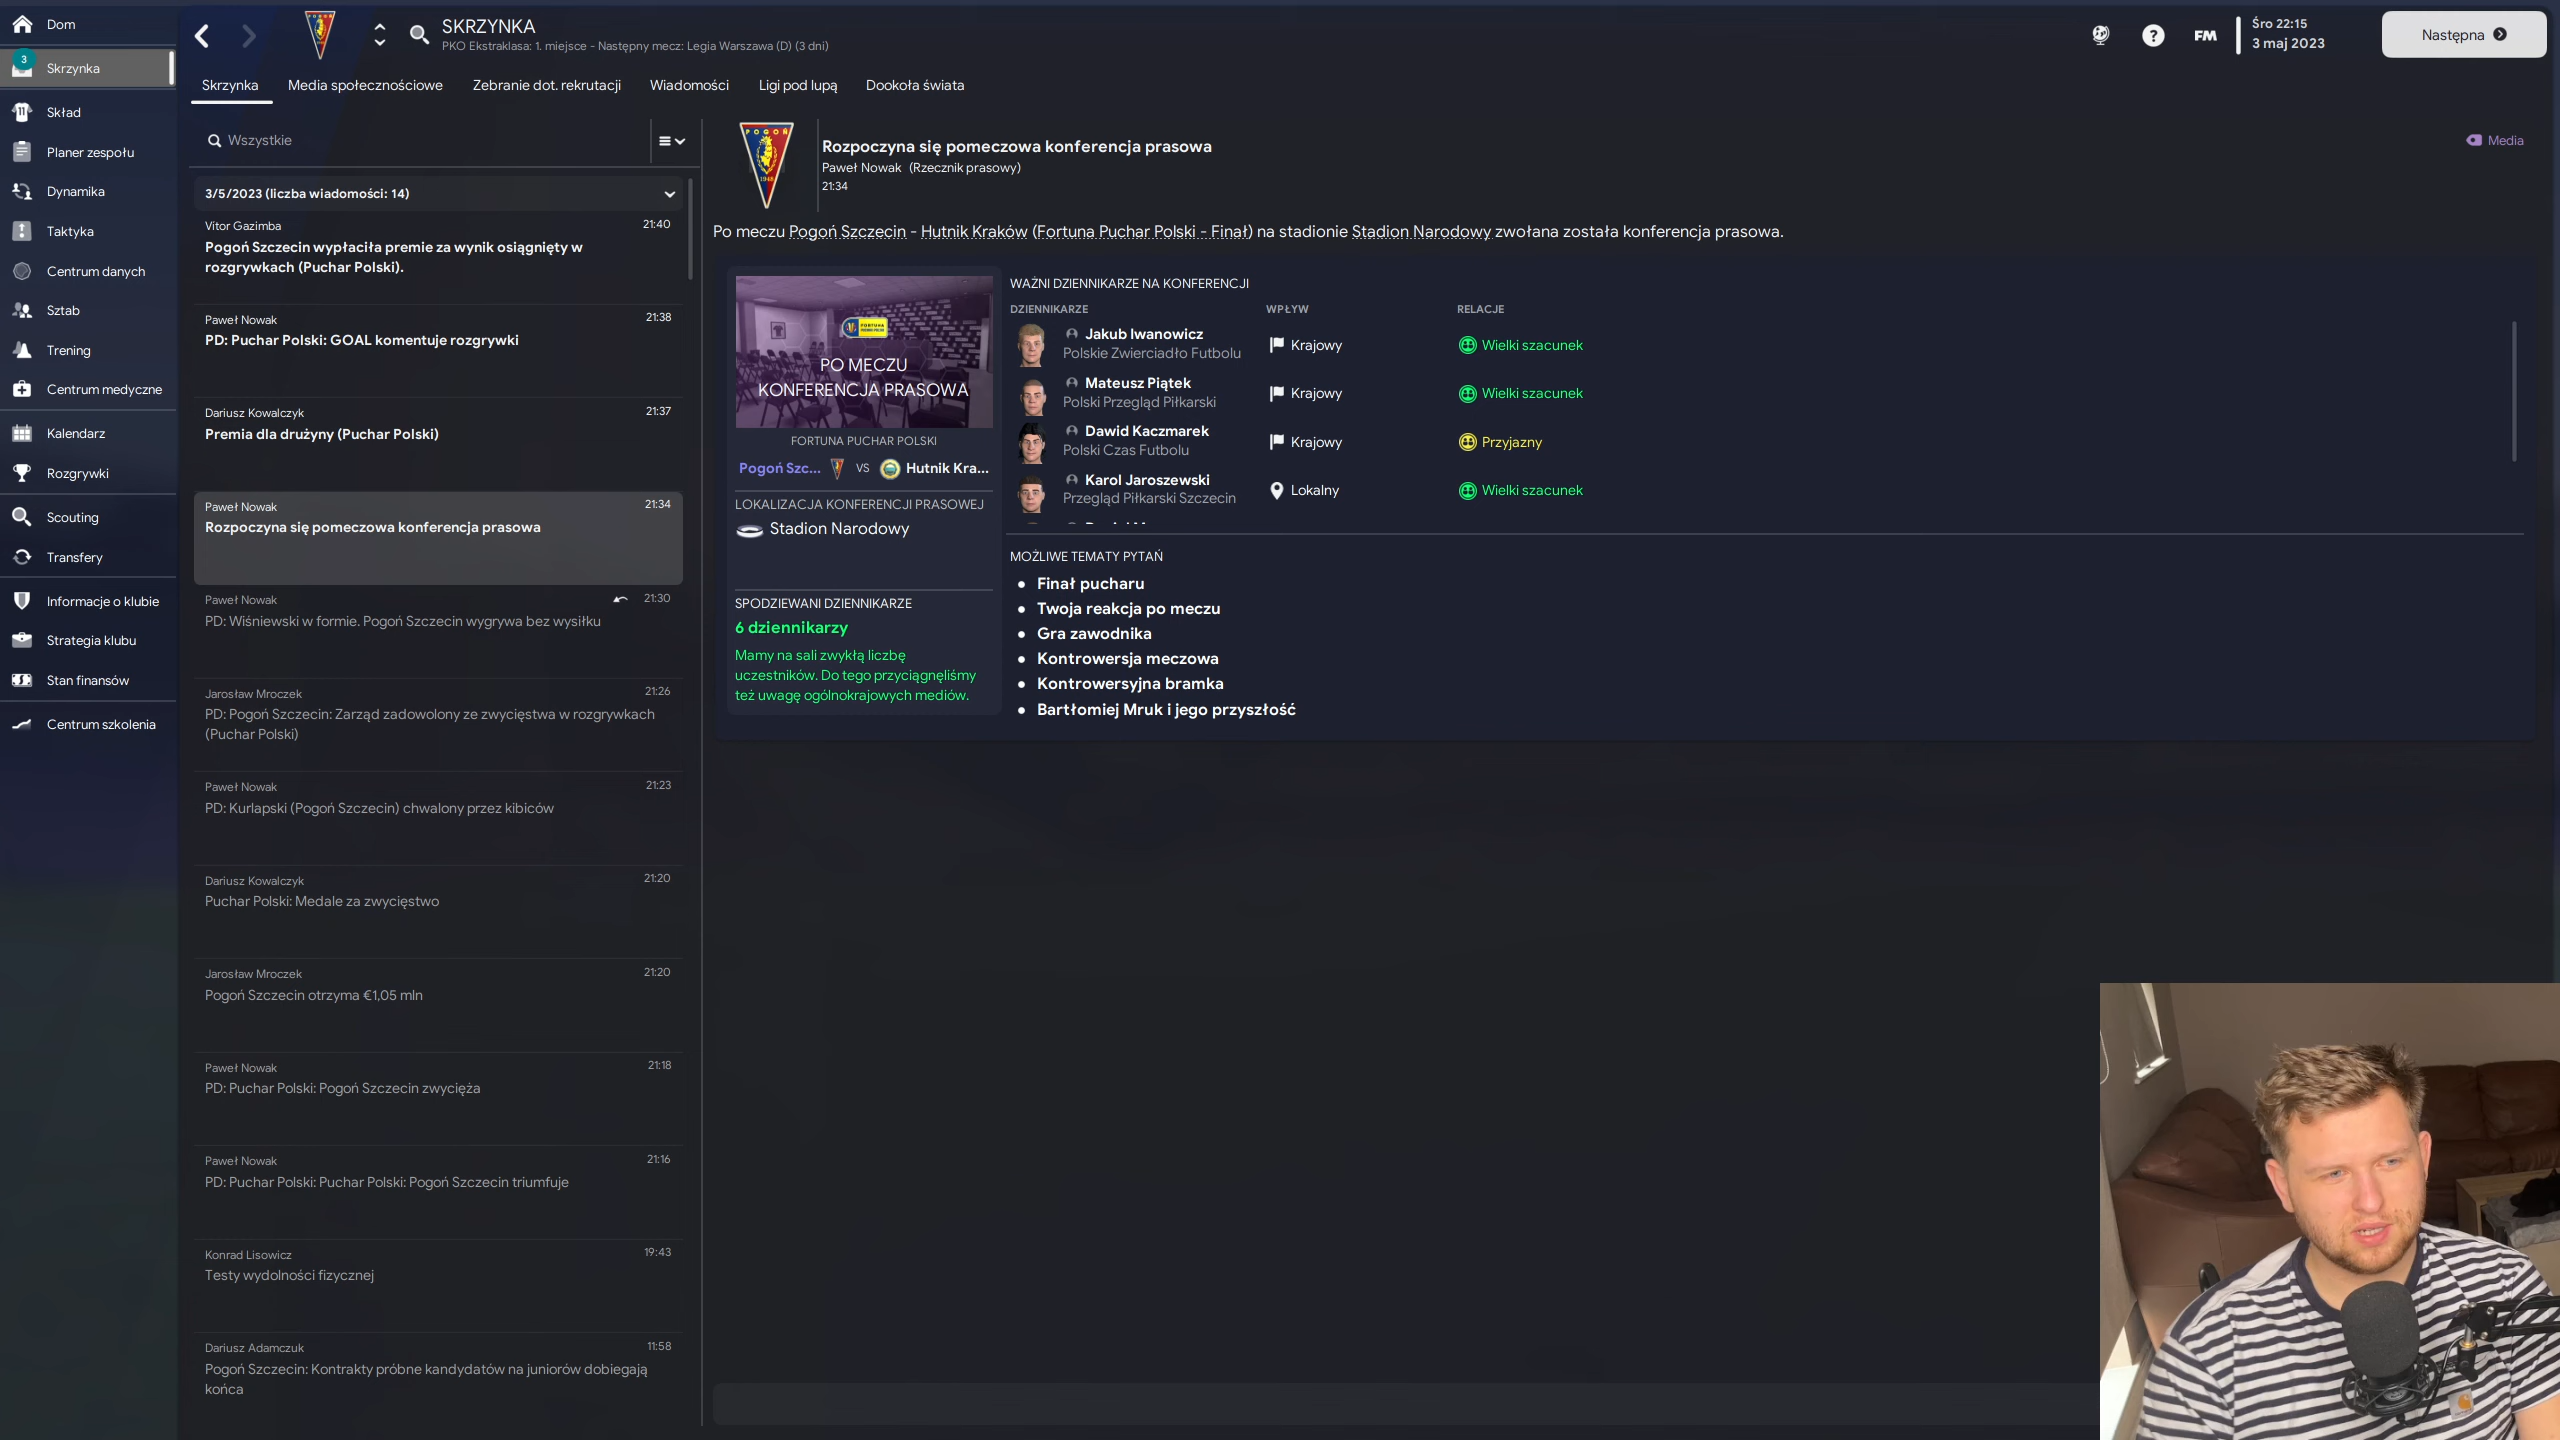 Dom
3
Skrzynka
Skład
Planer zespołu
Dynamika
Taktyka
Centrum danych
Sztab
Trening
Centrum medyczne
Kalendarz
Rozgrywki
Scouting
Transfery
Informacje o klubie
Strategia klubu
Stan finansów
Centrum szkolenia
SKRZYNKA
PKO Ekstraklasa: 1. miejsce - Następny mecz: Legia Warszawa (D) (3 dni)
FM
Śro 22:15
3 maj 2023
Następna
Skrzynka
Media społecznościowe
Zebranie dot. rekrutacji
Wiadomości
Ligi pod lupą
Dookoła świata
Wszystkie
3/5/2023 (liczba wiadomości: 14)
Vitor Gazimba 21:40
Pogoń Szczecin wypłaciła premie za wynik osiągnięty w
rozgrywkach (Puchar Polski).
Paweł Nowak 21:38
PD: Puchar Polski: GOAL komentuje rozgrywki
Dariusz Kowalczyk 21:37
Premia dla drużyny (Puchar Polski)
Paweł Nowak 21:34
Rozpoczyna się pomeczowa konferencja prasowa
Paweł Nowak 21:30
PD: Wiśniewski w formie. Pogoń Szczecin wygrywa bez wysiłku
Jarosław Mroczek 21:26
PD: Pogoń Szczecin: Zarząd zadowolony ze zwycięstwa w rozgrywkach
(Puchar Polski)
Paweł Nowak 21:23
PD: Kurlapski (Pogoń Szczecin) chwalony przez kibiców
Dariusz Kowalczyk 21:20
Puchar Polski: Medale za zwycięstwo
Jarosław Mroczek 21:20
Pogoń Szczecin otrzyma €1,05 mln
Paweł Nowak 21:18
PD: Puchar Polski: Pogoń Szczecin zwycięża
Paweł Nowak 21:16
PD: Puchar Polski: Puchar Polski: Pogoń Szczecin triumfuje
Konrad Lisowicz 19:43
Testy wydolności fizycznej
Dariusz Adamczuk 11:58
Pogoń Szczecin: Kontrakty próbne kandydatów na juniorów dobiegają
końca
POGOŃ
1948
Rozpoczyna się pomeczowa konferencja prasowa
Paweł Nowak (Rzecznik prasowy)
21:34
Media
Po meczu Pogoń Szczecin - Hutnik Kraków (Fortuna Puchar Polski - Finał) na stadionie Stadion Narodowy zwołana została konferencja prasowa.
FORTUNA
PO MECZU
KONFERENCJA PRASOWA
FORTUNA PUCHAR POLSKI
Pogoń Szc... VS Hutnik Kra...
LOKALIZACJA KONFERENCJI PRASOWEJ
Stadion Narodowy
SPODZIEWANI DZIENNIKARZE
6 dziennikarzy
Mamy na sali zwykłą liczbę
uczestników. Do tego przyciągnęliśmy
też uwagę ogólnokrajowych mediów.
WAŻNI DZIENNIKARZE NA KONFERENCJI
DZIENNIKARZE WPŁYW RELACJE
Jakub Iwanowicz
Polskie Zwierciadło Futbolu
Krajowy
Wielki szacunek
Mateusz Piątek
Polski Przegląd Piłkarski
Krajowy
Wielki szacunek
Dawid Kaczmarek
Polski Czas Futbolu
Krajowy
Przyjazny
Karol Jaroszewski
Przegląd Piłkarski Szczecin
Lokalny
Wielki szacunek
MOŻLIWE TEMATY PYTAŃ
• Finał pucharu
• Twoja reakcja po meczu
• Gra zawodnika
• Kontrowersja meczowa
• Kontrowersyjna bramka
• Bartłomiej Mruk i jego przyszłość